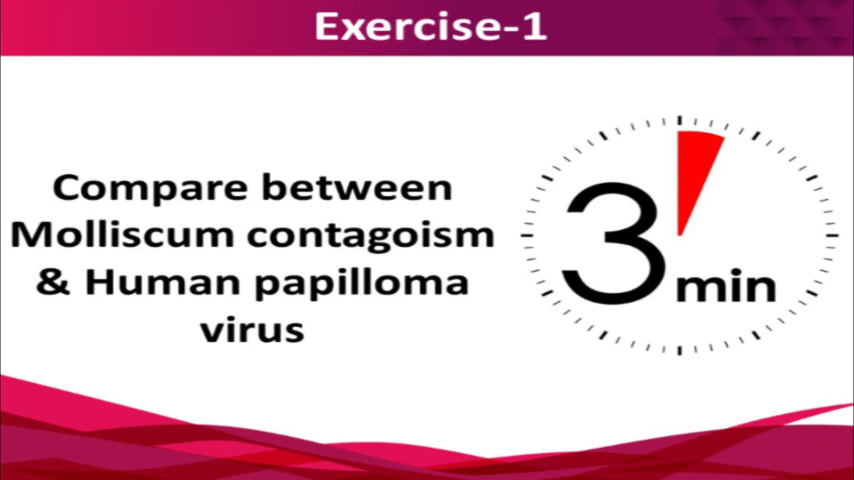 Exercise-1
Compare between
Molliscum contagoism
& Human papilloma
virus
3 min